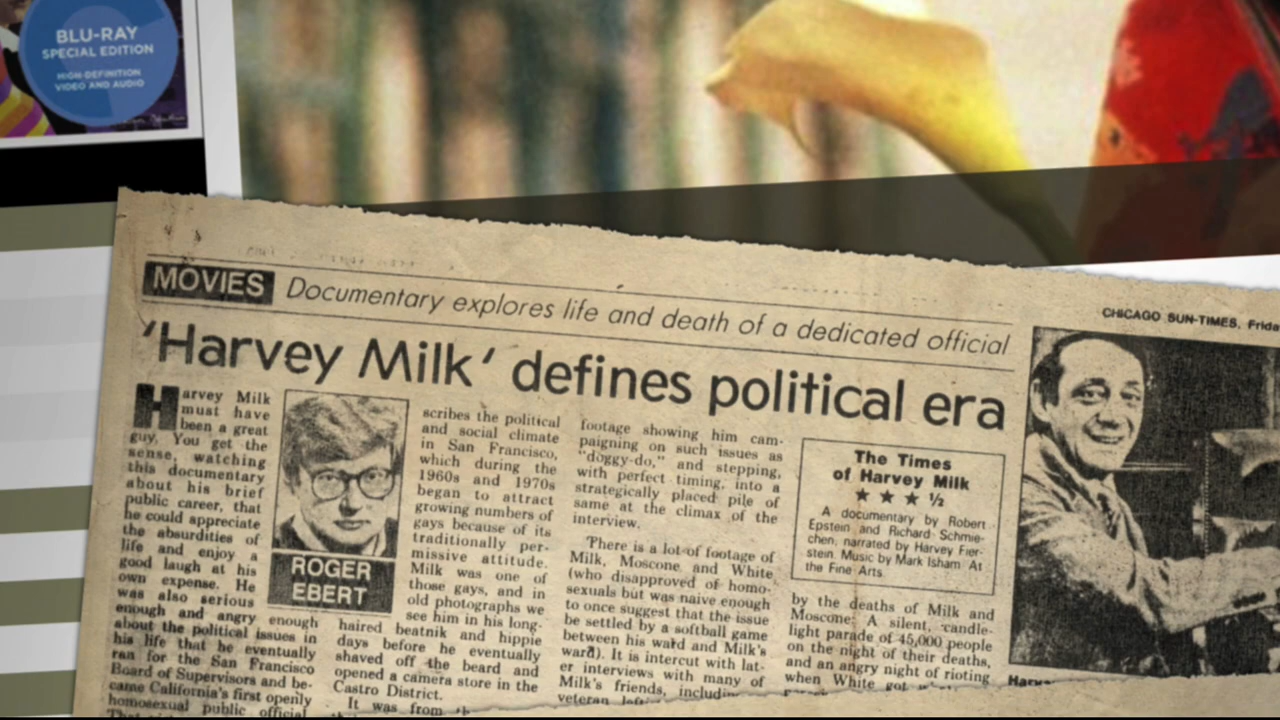 BLU-RAY
SPECIAL EDITION
HIGH-DEFINITION
VIDEO AND AUDIO
MOVIES Documentary explores life and death of a dedicated official
CHICAGO SUN-TIMES, Frida
'Harvey Milk' defines political era
Harvey Milk
must have
been a great
guy. You get the
sense, watching
this documentary
about his brief
public career, that
he could appreciate
the absurdities of
life and enjoy a
good laugh at his
own expense. He
was also serious
enough and angry enough
about the political issues in
his life that he eventually
ran for the San Francisco
Board of Supervisors and be-
came California's first openly
homosexual public official
ROGER
EBERT
scribes the political
and social climate
in San Francisco,
which during the
1960s and 1970s
began to attract
growing numbers of
gays because of its
traditionally per-
missive attitude.
Milk was one of
those gays, and in
old photographs we
see him in his long-
haired beatnik and hippie
days before he eventually
shaved off the beard and
opened a camera store in the
Castro District.
It was from
footage showing him cam-
paigning on such issues as
"doggy-do," and stepping,
with perfect timing, into a
strategically placed pile of
same at the climax of the
interview.
There is a lot of footage of
Milk, Moscone and White
(who disapproved of homo-
sexuals but was naive enough
to once suggest that the issue
be settled by a softball game
between his ward and Milk's
ward). It is intercut with lat-
er interviews with many of
Milk's friends, including
veteran
The Times
of Harvey Milk
★ ★ ★ ½
A documentary by Robert
Epstein and Richard Schmie-
chen, narrated by Harvey Fier-
stein. Music by Mark Isham. At
the Fine Arts.
by the deaths of Milk and
Moscone: A silent, candle-
light parade of 45,000 people
on the night of their deaths,
and an angry night of rioting
when White got
Harve